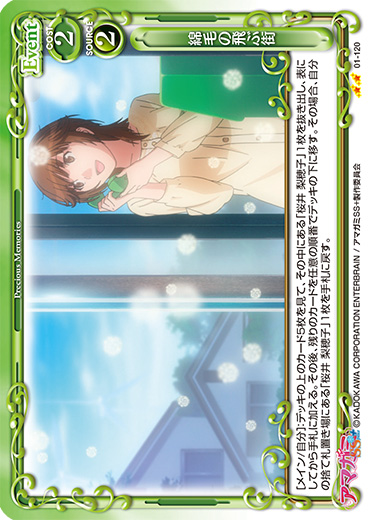 Event
COST
2
SOURCE
2
綿毛の飛ぶ街
01-120
Precious Memories
[メイン/自分]:デッキの上のカード5枚を見て、その中にある「桜井 梨穂子」1枚を抜き出し、表に
してから手札に加える。その後、残りのカードを任意の順番でデッキの下に移す。その場合、自分
の捨て札置き場にある「桜井 梨穂子」1枚を手札に戻す。
アマガミSS+
©KADOKAWA CORPORATION ENTERBRAIN / アマガミSS+製作委員会